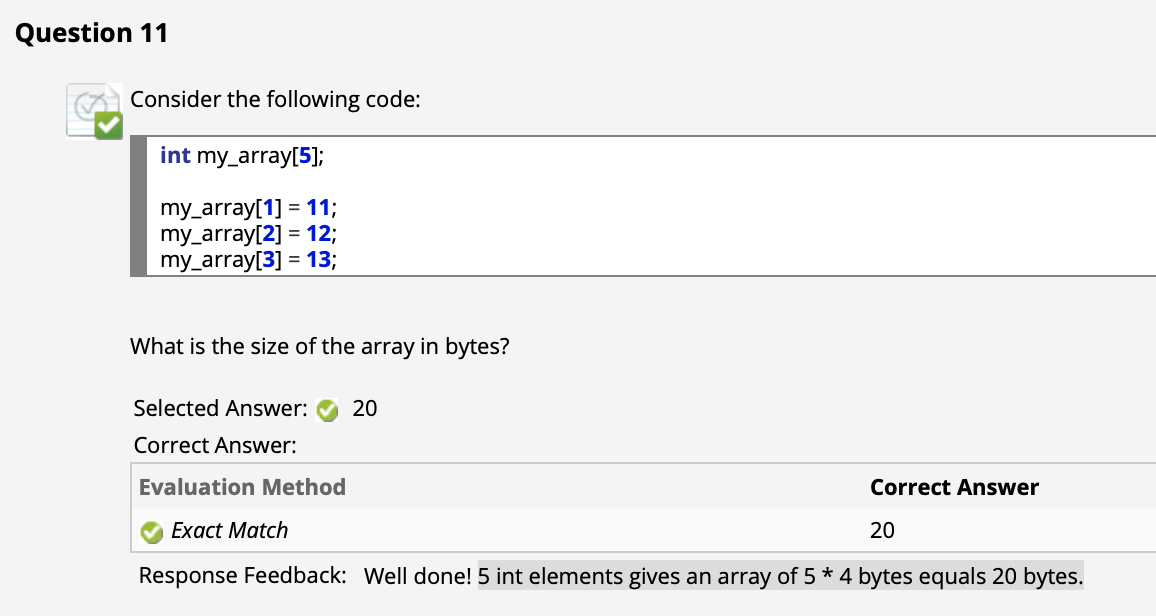 Question 11
Consider the following code:
int my_array[5];
my_array[1] = 11;
my_array[2] = 12;
my_array[3] = 13;
What is the size of the array in bytes?
Selected Answer: 20
Correct Answer:
Evaluation Method Correct Answer
Exact Match 20
Response Feedback: Well done! 5 int elements gives an array of 5 * 4 bytes equals 20 bytes.